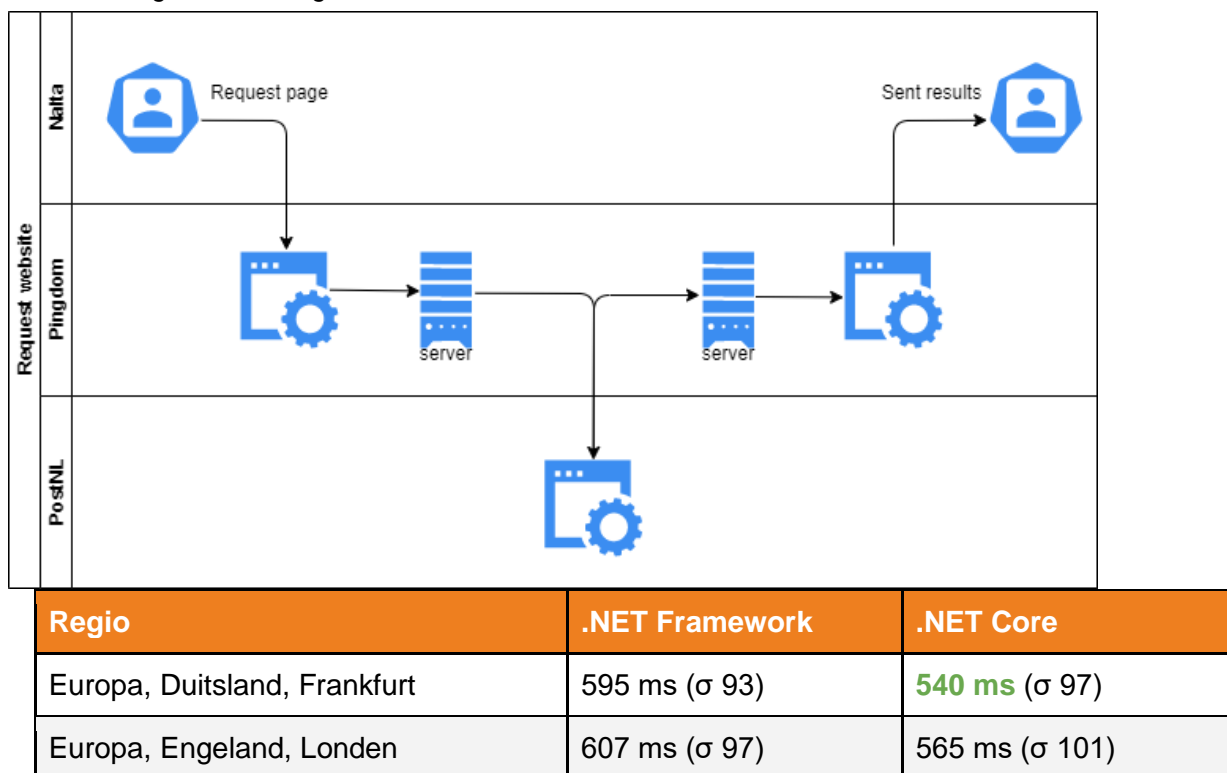 Request website
Nalta
Request page
Sent results
Pingdom
server
server
PostNL
Regio .NET Framework .NET Core
Europa, Duitsland, Frankfurt 595 ms (σ 93) 540 ms (σ 97)
Europa, Engeland, Londen 607 ms (σ 97) 565 ms (σ 101)